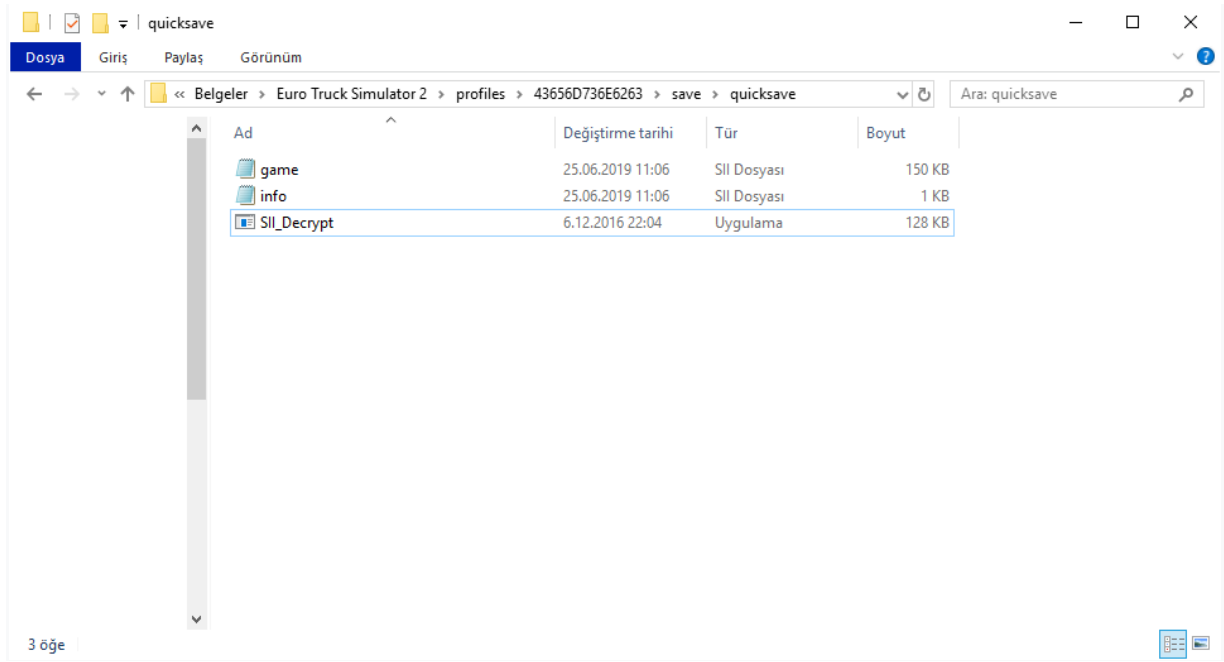 quicksave
Dosya Giriş Paylaş Görünüm
« Belgeler > Euro Truck Simulator 2 > profiles > 43656D736E6263 > save > quicksave Ara: quicksave
Ad Değiştirme tarihi Tür Boyut
game 25.06.2019 11:06 SII Dosyası 150 KB
info 25.06.2019 11:06 SII Dosyası 1 KB
SII_Decrypt 6.12.2016 22:04 Uygulama 128 KB
3 öğe